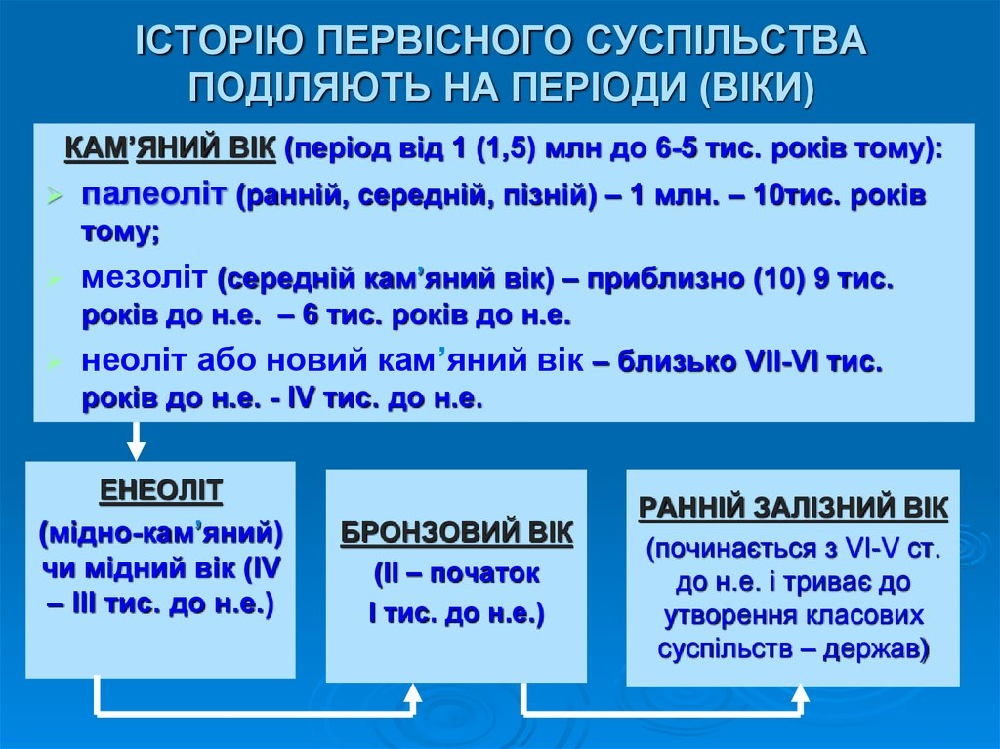 ІСТОРІЮ ПЕРВІСНОГО СУСПІЛЬСТВА
ПОДІЛЯЮТЬ НА ПЕРІОДИ (ВІКИ)
КАМ’ЯНИЙ ВІК (період від 1 (1,5) млн до 6-5 тис. років тому):
палеоліт (ранній, середній, пізній) – 1 млн. – 10тис. років
тому;
мезоліт (середній кам’яний вік) – приблизно (10) 9 тис.
років до н.е.  – 6 тис. років до н.е.
неоліт або новий кам’яний вік – близько VII-VI тис.
років до н.е. - IV тис. до н.е.
ЕНЕОЛІТ
(мідно-кам’яний)
чи мідний вік (IV
– III тис. до н.е.)
БРОНЗОВИЙ ВІК
(II – початок
I тис. до н.е.)
РАННІЙ ЗАЛІЗНИЙ ВІК
(починається з VI-V ст.
до н.е. і триває до
утворення класових
суспільств – держав)